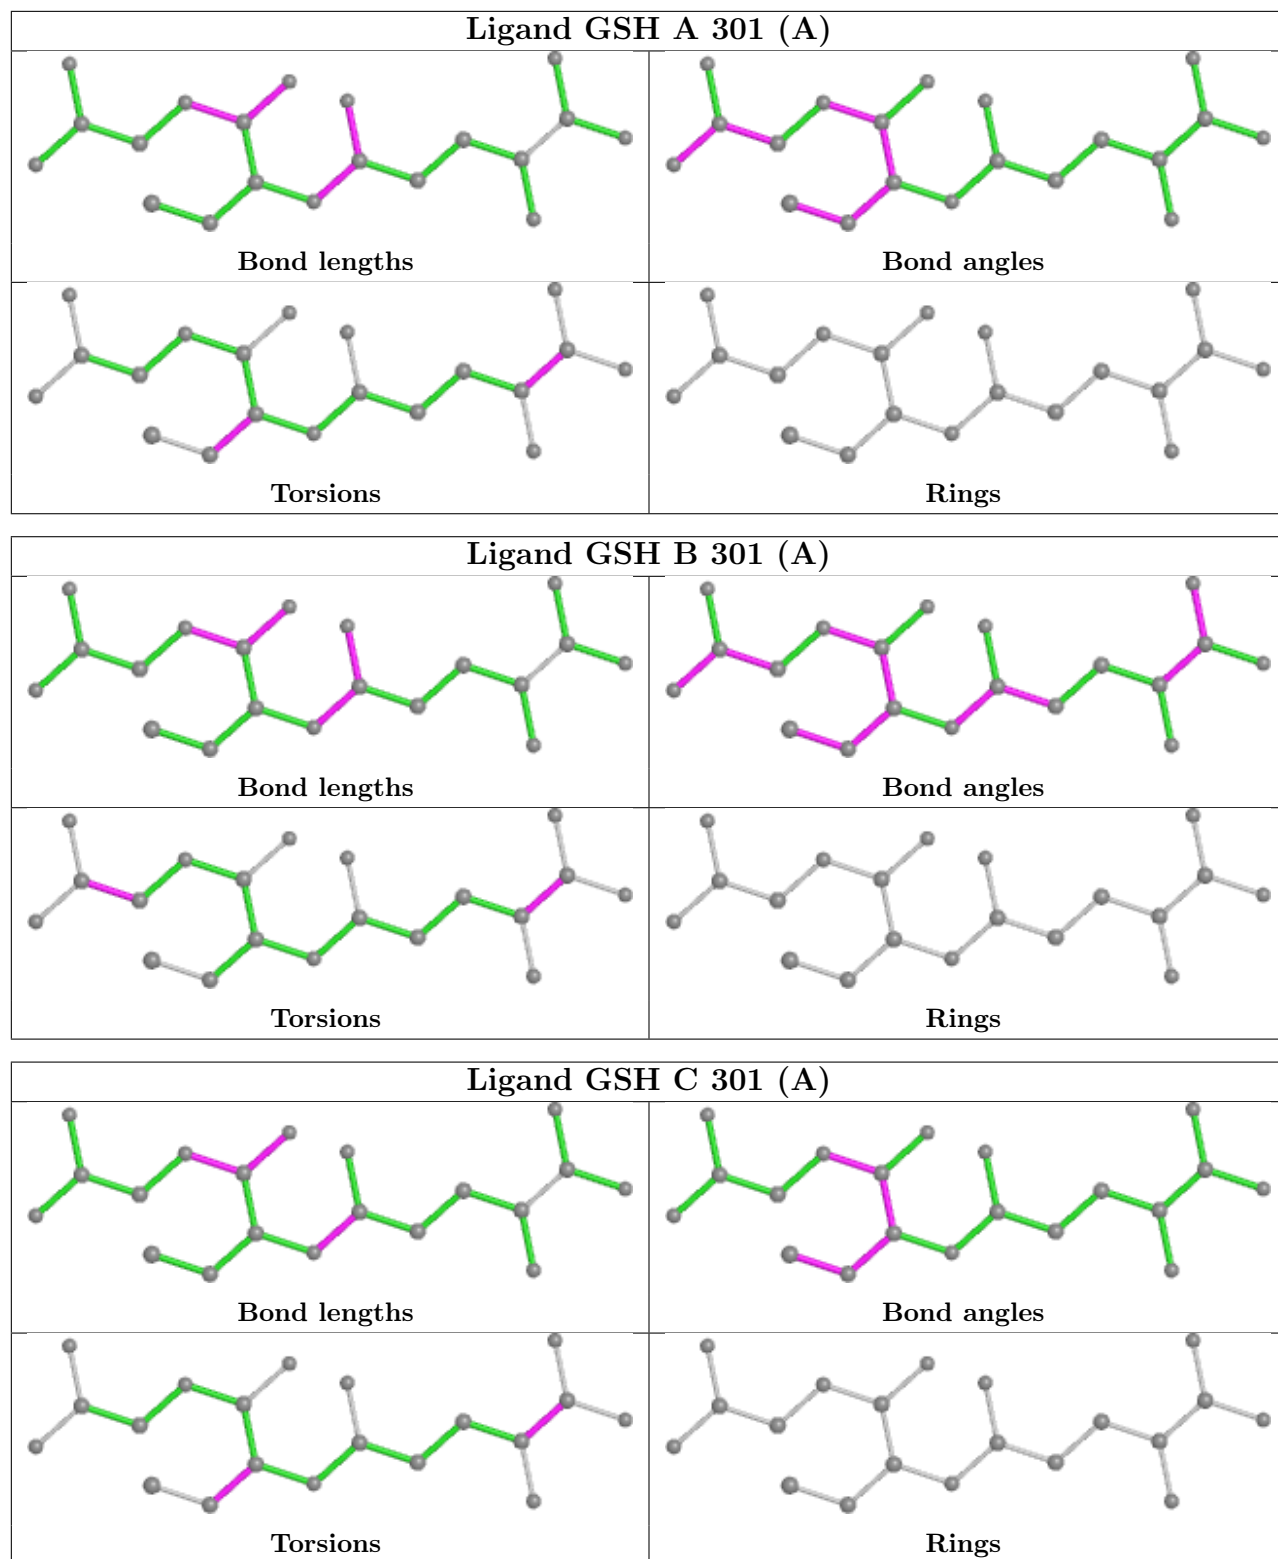 Ligand GSH A 301 (A)
Bond lengths
Bond angles
Torsions
Rings
Ligand GSH B 301 (A)
Bond lengths
Bond angles
Torsions
Rings
Ligand GSH C 301 (A)
Bond lengths
Bond angles
Torsions
Rings